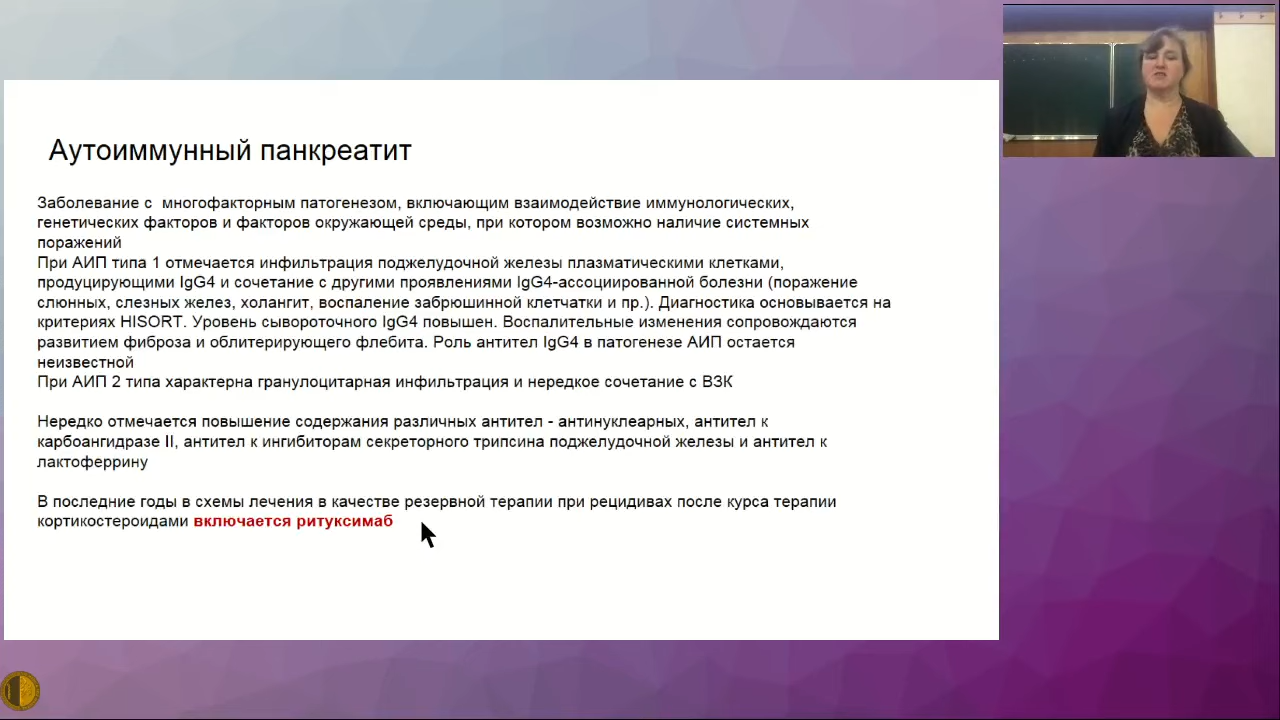 Аутоиммунный панкреатит
Заболевание с многофакторным патогенезом, включающим взаимодействие иммунологических,
генетических факторов и факторов окружающей среды, при котором возможно наличие системных
поражений
При АИП типа 1 отмечается инфильтрация поджелудочной железы плазматическими клетками,
продуцирующими IgG4 и сочетание с другими проявлениями IgG4-ассоциированной болезни (поражение
слюнных, слезных желез, холангит, воспаление забрюшинной клетчатки и пр.). Диагностика основывается на
критериях HISORT. Уровень сывороточного IgG4 повышен. Воспалительные изменения сопровождаются
развитием фиброза и облитерирующего флебита. Роль антител IgG4 в патогенезе АИП остается
неизвестной
При АИП 2 типа характерна гранулоцитарная инфильтрация и нередкое сочетание с ВЗК
Нередко отмечается повышение содержания различных антител - антинуклеарных, антител к
карбоангидразе II, антител к ингибиторам секреторного трипсина поджелудочной железы и антител к
лактоферрину
В последние годы в схемы лечения в качестве резервной терапии при рецидивах после курса терапии
кортикостероидами включается ритуксимаб